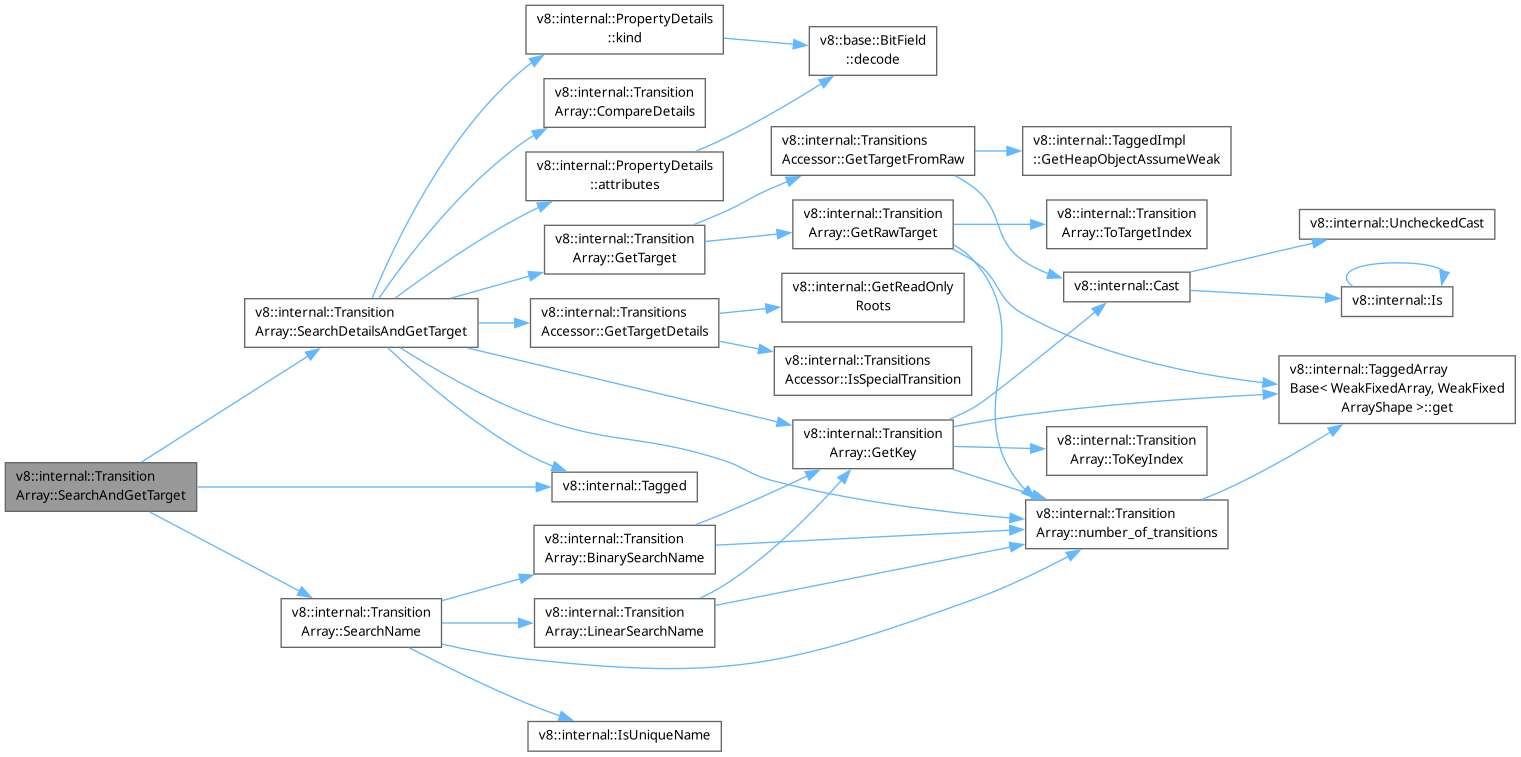 v8::internal::PropertyDetails
::kind
v8::base::BitField
::decode
v8::internal::Transition
Array::CompareDetails
v8::internal::Transitions
Accessor::GetTargetFromRaw
v8::internal::TaggedImpl
::GetHeapObjectAssumeWeak
v8::internal::PropertyDetails
::attributes
v8::internal::Transition
Array::GetRawTarget
v8::internal::Transition
Array::ToTargetIndex
v8::internal::UncheckedCast
v8::internal::Transition
Array::GetTarget
v8::internal::Cast
v8::internal::Is
v8::internal::GetReadOnly
Roots
v8::internal::Transition
Array::SearchDetailsAndGetTarget
v8::internal::Transitions
Accessor::GetTargetDetails
v8::internal::Transitions
Accessor::IsSpecialTransition
v8::internal::TaggedArray
Base< WeakFixedArray, WeakFixed
ArrayShape >::get
v8::internal::Transition
Array::GetKey
v8::internal::Transition
Array::ToKeyIndex
v8::internal::Transition
Array::SearchAndGetTarget
v8::internal::Tagged
v8::internal::Transition
Array::number_of_transitions
v8::internal::Transition
Array::BinarySearchName
v8::internal::Transition
Array::SearchName
v8::internal::Transition
Array::LinearSearchName
v8::internal::IsUniqueName